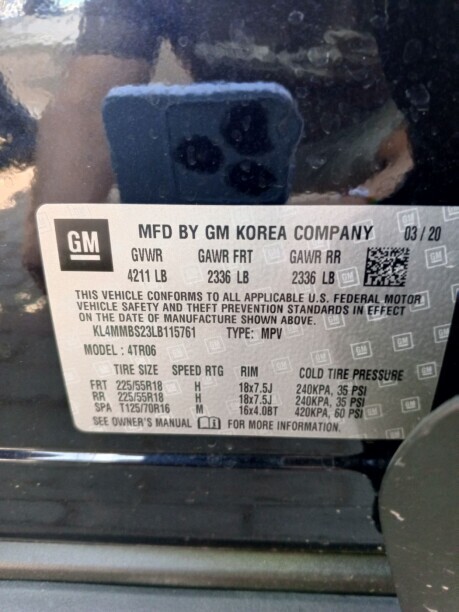 GM
MFD BY GM KOREA COMPANY 03/20
GVWR GAWR FRT GAWR RR
4211 LB 2336 LB 2336 LB
THIS VEHICLE CONFORMS TO ALL APPLICABLE U.S. FEDERAL MOTOR
VEHICLE SAFETY AND THEFT PREVENTION STANDARDS IN EFFECT
ON THE DATE OF MANUFACTURE SHOWN ABOVE.
KL4MMBS23LB115761 TYPE: MPV
MODEL: 4TR06
TIRE SIZE SPEED RTG RIM COLD TIRE PRESSURE
FRT 225/55R18 H 18x7.5J 240KPA, 35 PSI
RR 225/55R18 H 18x7.5J 240KPA, 35 PSI
SPA T125/70R16 M 16x4.0BT 420KPA, 60 PSI
SEE OWNER'S MANUAL FOR MORE INFORMATION.